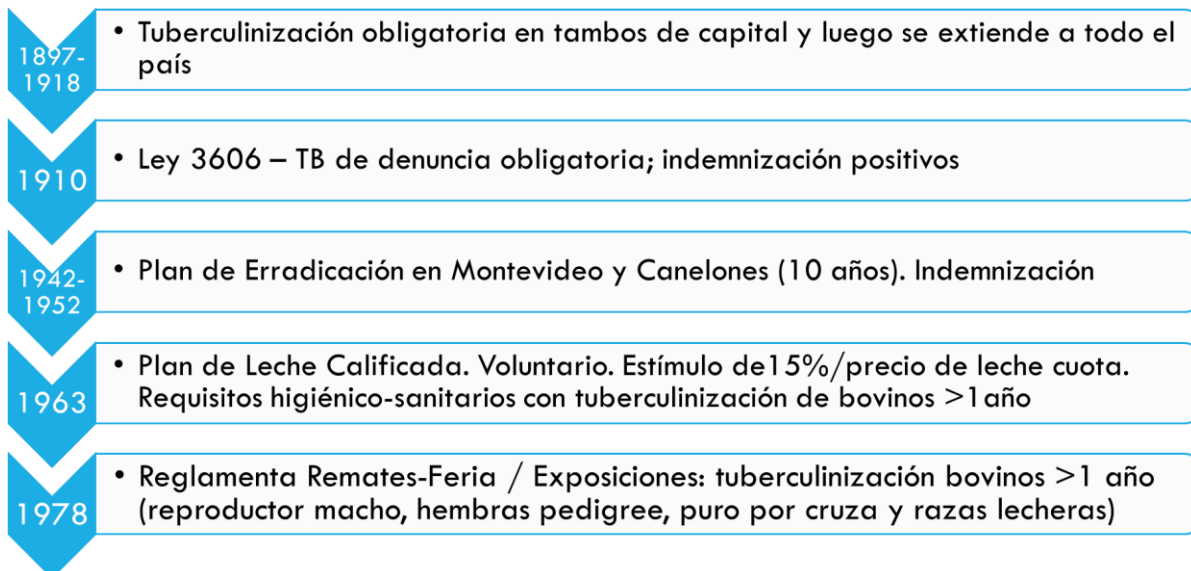 1897-
1918
• Tuberculinización obligatoria en tambos de capital y luego se extiende a todo el
país
1910
• Ley 3606 – TB de denuncia obligatoria; indemnización positivos
1942-
1952
• Plan de Erradicación en Montevideo y Canelones (10 años). Indemnización
1963
• Plan de Leche Calificada. Voluntario. Estímulo de15%/precio de leche cuota.
Requisitos higiénico-sanitarios con tuberculinización de bovinos >1año
1978
• Reglamenta Remates-Feria / Exposiciones: tuberculinización bovinos >1 año
(reproductor macho, hembras pedigree, puro por cruza y razas lecheras)